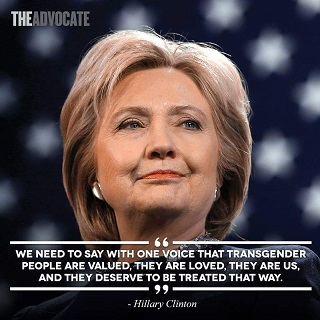 THEADVOCATE
“
WE NEED TO SAY WITH ONE VOICE THAT TRANSGENDER
PEOPLE ARE VALUED, THEY ARE LOVED, THEY ARE US,
AND THEY DESERVE TO BE TREATED THAT WAY.
”
- Hillary Clinton